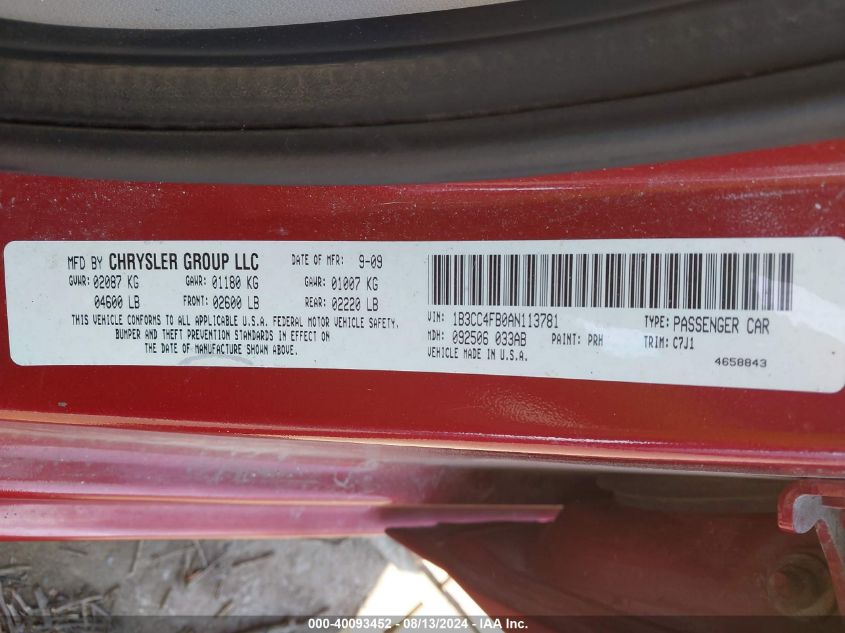 MFD BY CHRYSLER GROUP LLC DATE OF MFR: 9-09
GVWR: 02087 KG GAWR: 01180 KG GAWR: 01007 KG
04600 LB FRONT: 02600 LB REAR: 02220 LB
THIS VEHICLE CONFORMS TO ALL APPLICABLE U.S.A. FEDERAL MOTOR VEHICLE SAFETY,
BUMPER AND THEFT PREVENTION STANDARDS IN EFFECT ON
THE DATE OF MANUFACTURE SHOWN ABOVE.
VIN: 1B3CC4FB0AN113781 TYPE: PASSENGER CAR
MDH: 092506 033AB PAINT: PRH TRIM: C7J1
VEHICLE MADE IN U.S.A. 4658843
000-40093452 - 08/13/2024 - IAAI.com